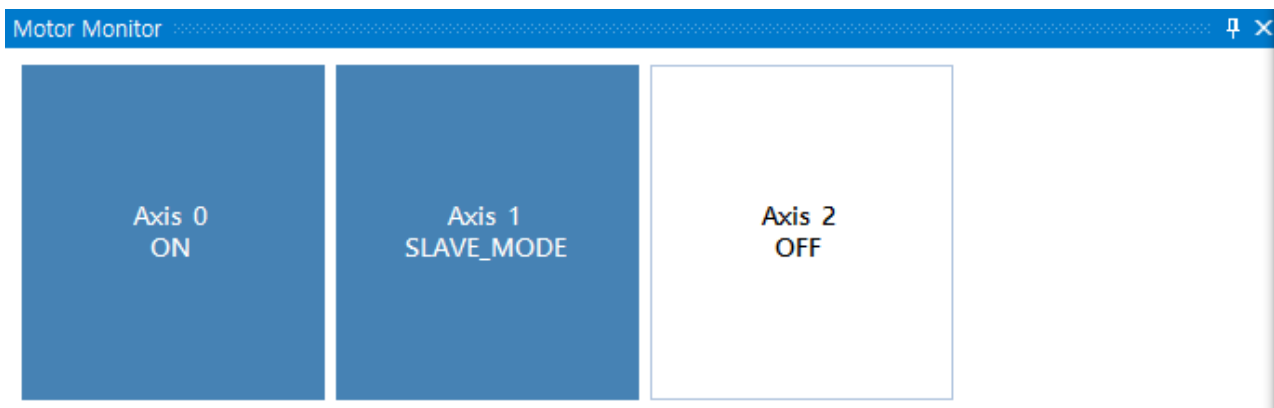 Motor Monitor
Axis 0
ON
Axis 1
SLAVE_MODE
Axis 2
OFF